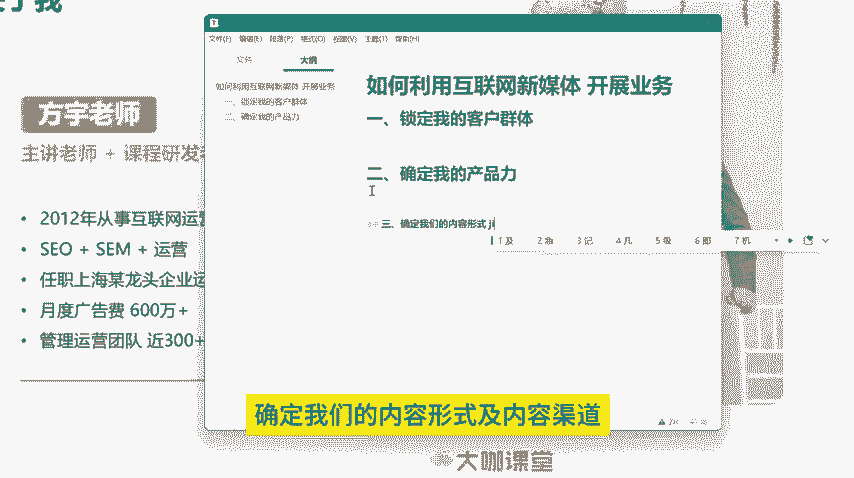 关于我
方宇老师
主讲老师 + 课程研发
• 2012年从事互联网运营
• SEO + SEM + 运营
• 任职上海某龙头企业运
• 月度广告费 600万+
• 管理运营团队 近300+
文件(F) 编辑(E) 段落(P) 格式(O) 视图(V) 主题(T) 帮助(H)
文件 大纲
如何利用互联网新媒体 开展业务
一、锁定我的客户群体
二、确定我的产品力
如何利用互联网新媒体 开展业务
一、锁定我的客户群体
二、确定我的产品力
三、确定我们的内容形式 ji
1 及 2 和 3 记 4 几 5 级 6 即 7 机
确定我们的内容形式及内容渠道
大咖课堂